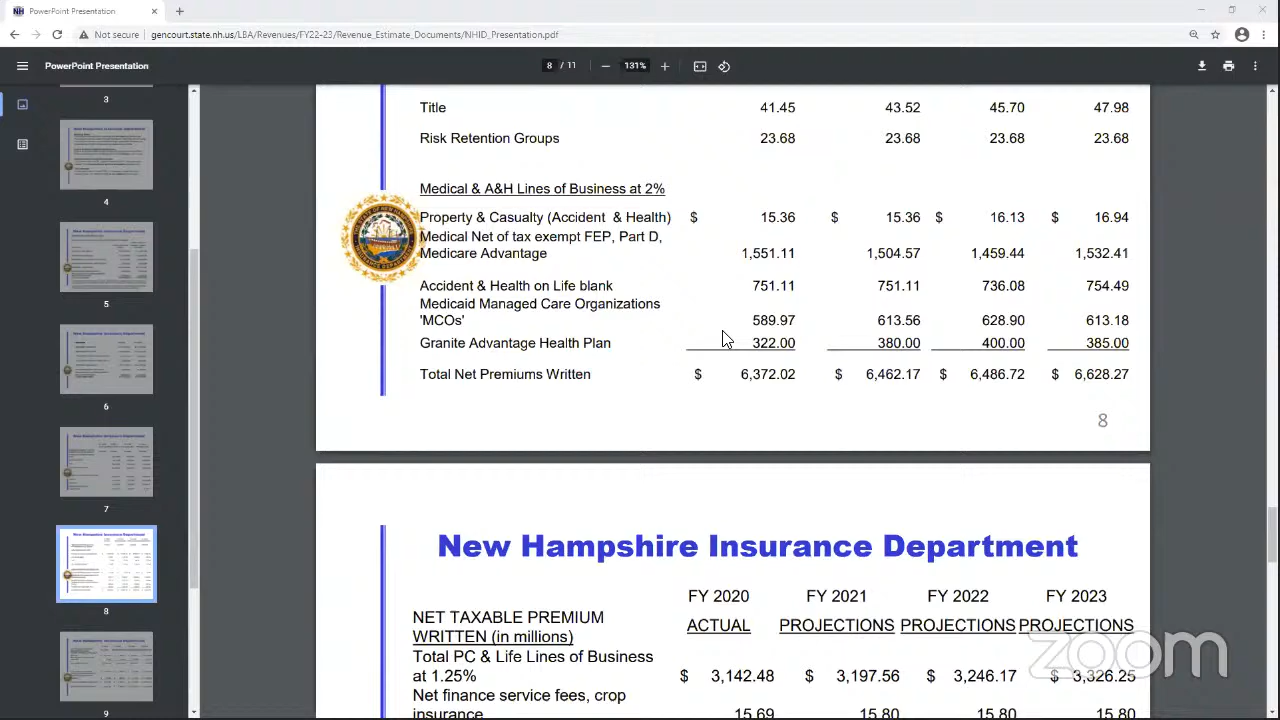 PowerPoint Presentation
Not secure gencourt.state.nh.us/LBA/Revenues/FY22-23/Revenue_Estimate_Documents/NHID_Presentation.pdf
PowerPoint Presentation 8 / 11 131%
3
4
5
6
7
8
9
Title 41.45 43.52 45.70 47.98
Risk Retention Groups 23.68 23.68 23.68 23.68
Medical & A&H Lines of Business at 2%
Property & Casualty (Accident & Health) $ 15.36 $ 15.36 $ 16.13 $ 16.94
Medical Net of tax exempt FEP, Part D,
Medicare Advantage 1,551.11 1,504.57 1,459.44 1,532.41
Accident & Health on Life blank 751.11 751.11 736.08 754.49
Medicaid Managed Care Organizations
'MCOs' 589.97 613.56 628.90 613.18
Granite Advantage Health Plan 322.00 380.00 400.00 385.00
Total Net Premiums Written $ 6,372.02 $ 6,462.17 $ 6,486.72 $ 6,628.27
8
New Hampshire Insurance Department
FY 2020 FY 2021 FY 2022 FY 2023
NET TAXABLE PREMIUM
WRITTEN (in millions) ACTUAL PROJECTIONS PROJECTIONS PROJECTIONS
Total PC & Life Lines of Business
at 1.25% $ 3,142.48 $ 3,197.56 $ 3,246.17 $ 3,326.25
Net finance service fees, crop
insurance 15.69 15.80 15.80 15.80
zoom